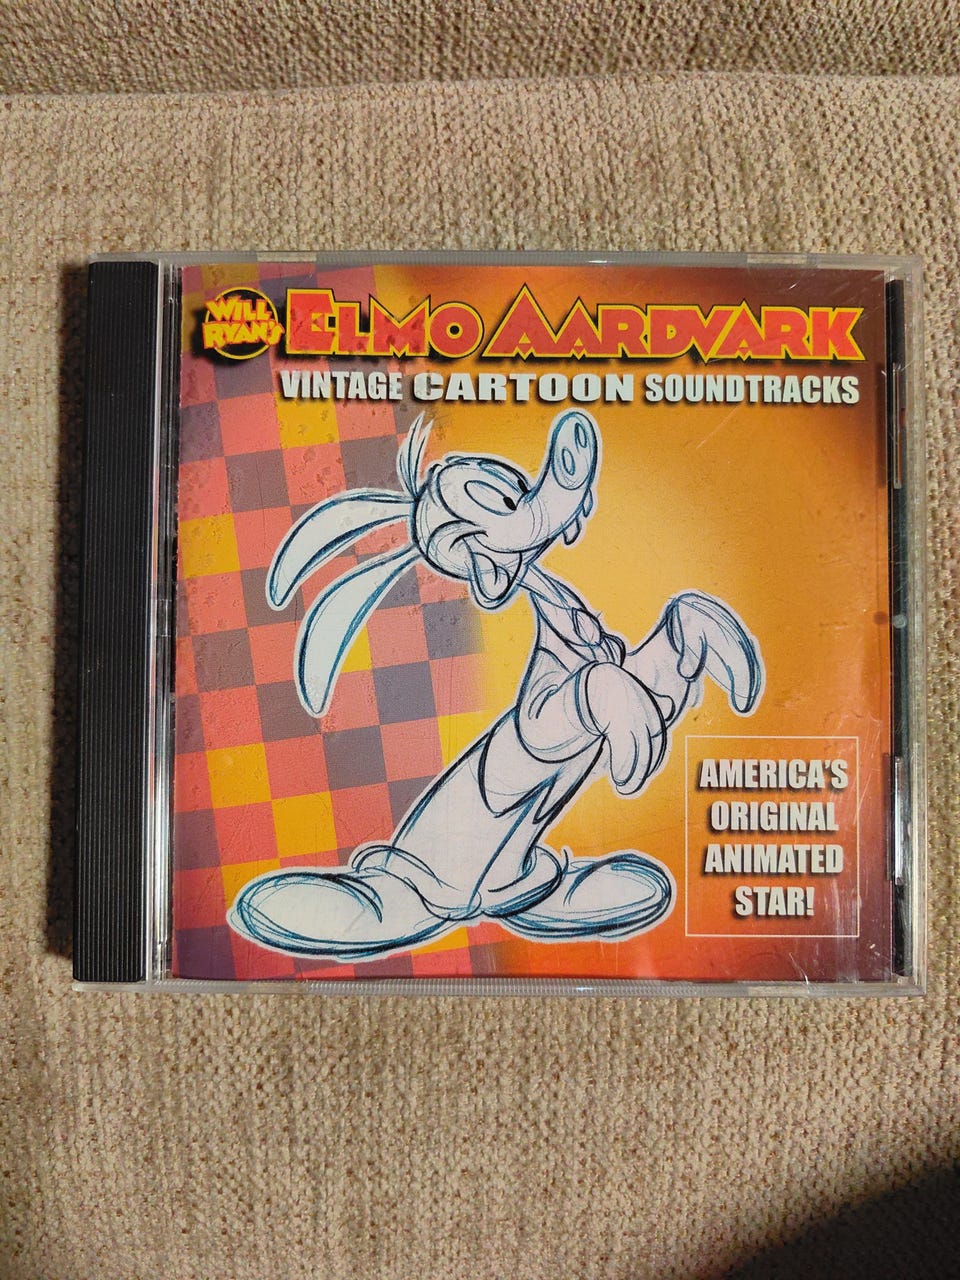 WILL
RYAN'S
ELMO AARDVARK
VINTAGE CARTOON SOUNDTRACKS
AMERICA'S
ORIGINAL
ANIMATED
STAR!